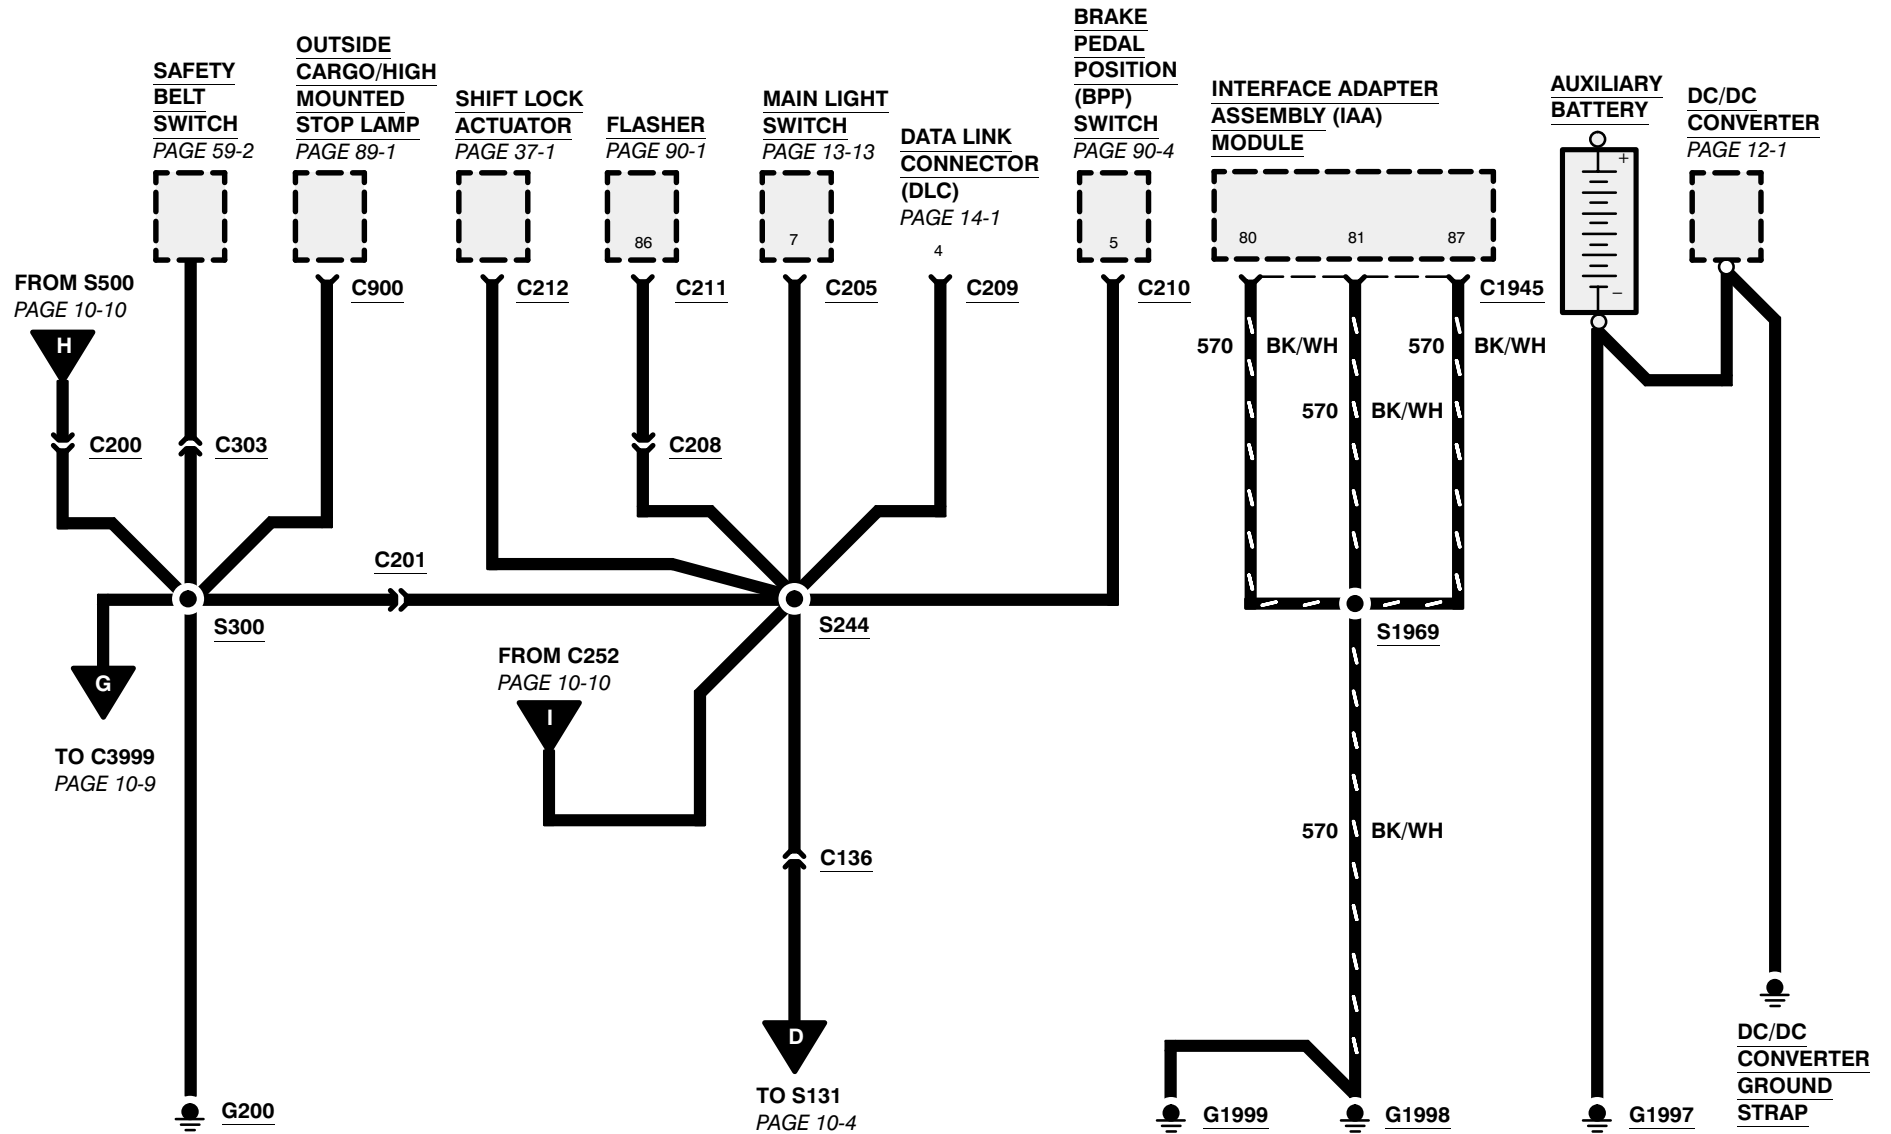 SAFETY
BELT
SWITCH
PAGE 59-2
OUTSIDE
CARGO/HIGH
MOUNTED
STOP LAMP
PAGE 89-1
SHIFT LOCK
ACTUATOR
PAGE 37-1
FLASHER
PAGE 90-1
MAIN LIGHT
SWITCH
PAGE 13-13
DATA LINK
CONNECTOR
(DLC)
PAGE 14-1
BRAKE
PEDAL
POSITION
(BPP)
SWITCH
PAGE 90-4
INTERFACE ADAPTER
ASSEMBLY (IAA)
MODULE
AUXILIARY
BATTERY
DC/DC
CONVERTER
PAGE 12-1
86
7
4
5
80
81
87
+
−
FROM S500
PAGE 10-10
H
C900
C212
C211
C205
C209
C210
C1945
570
BK/WH
570
BK/WH
570
BK/WH
C200
C303
C208
C201
S300
S244
S1969
G
TO C3999
PAGE 10-9
FROM C252
PAGE 10-10
I
570
BK/WH
C136
D
TO S131
PAGE 10-4
G200
G1999
G1998
G1997
DC/DC
CONVERTER
GROUND
STRAP